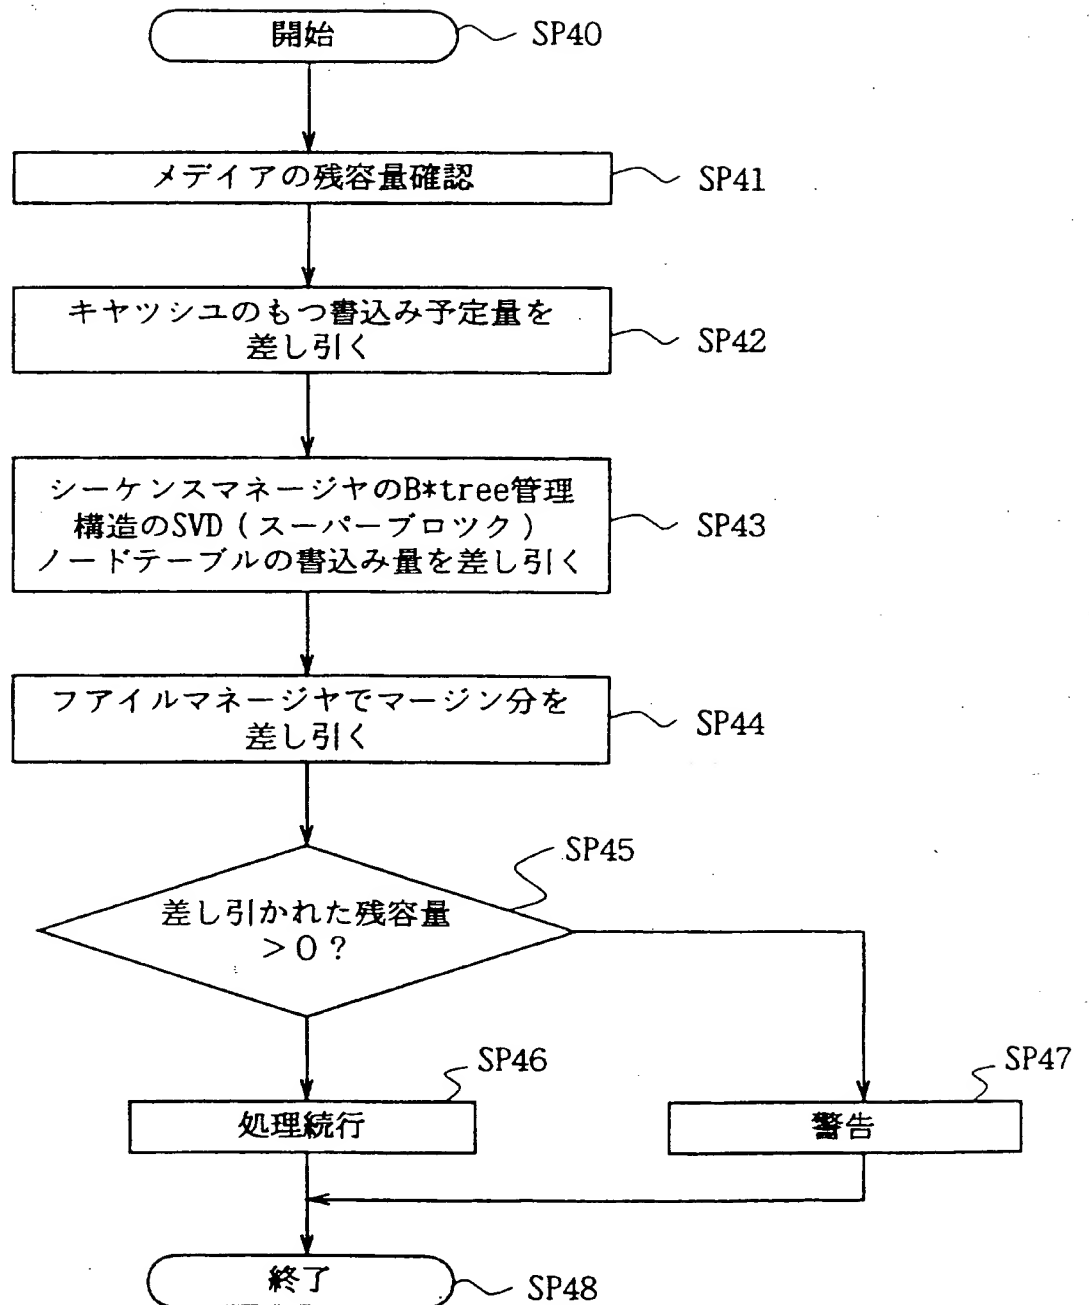 開始
SP40
メデイアの残容量確認
SP41
キヤツシユのもつ書込み予定量を
差し引く
SP42
シーケンスマネージヤのB*tree管理
構造のSVD（スーパーブロツク）
ノードテーブルの書込み量を差し引く
SP43
フアイルマネージヤでマージン分を
差し引く
SP44
SP45
差し引かれた残容量
＞0？
SP46
処理続行
SP47
警告
終了
SP48